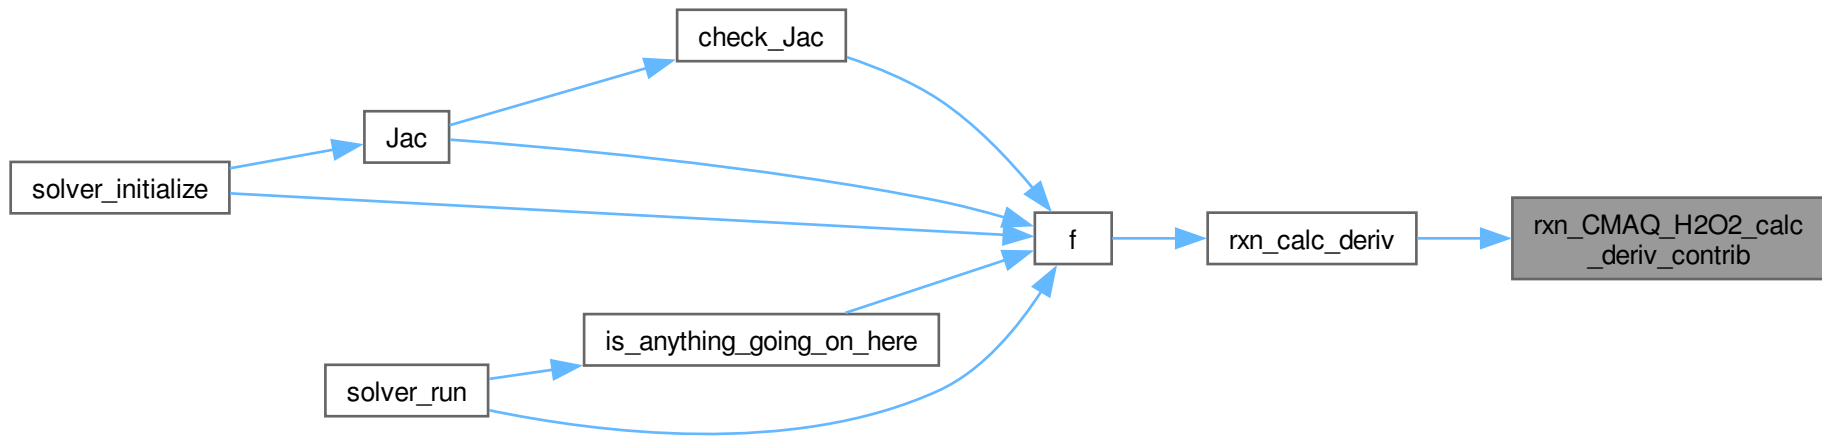 check_Jac
Jac
solver_initialize
f
rxn_calc_deriv
rxn_CMAQ_H2O2_calc
_deriv_contrib
is_anything_going_on_here
solver_run